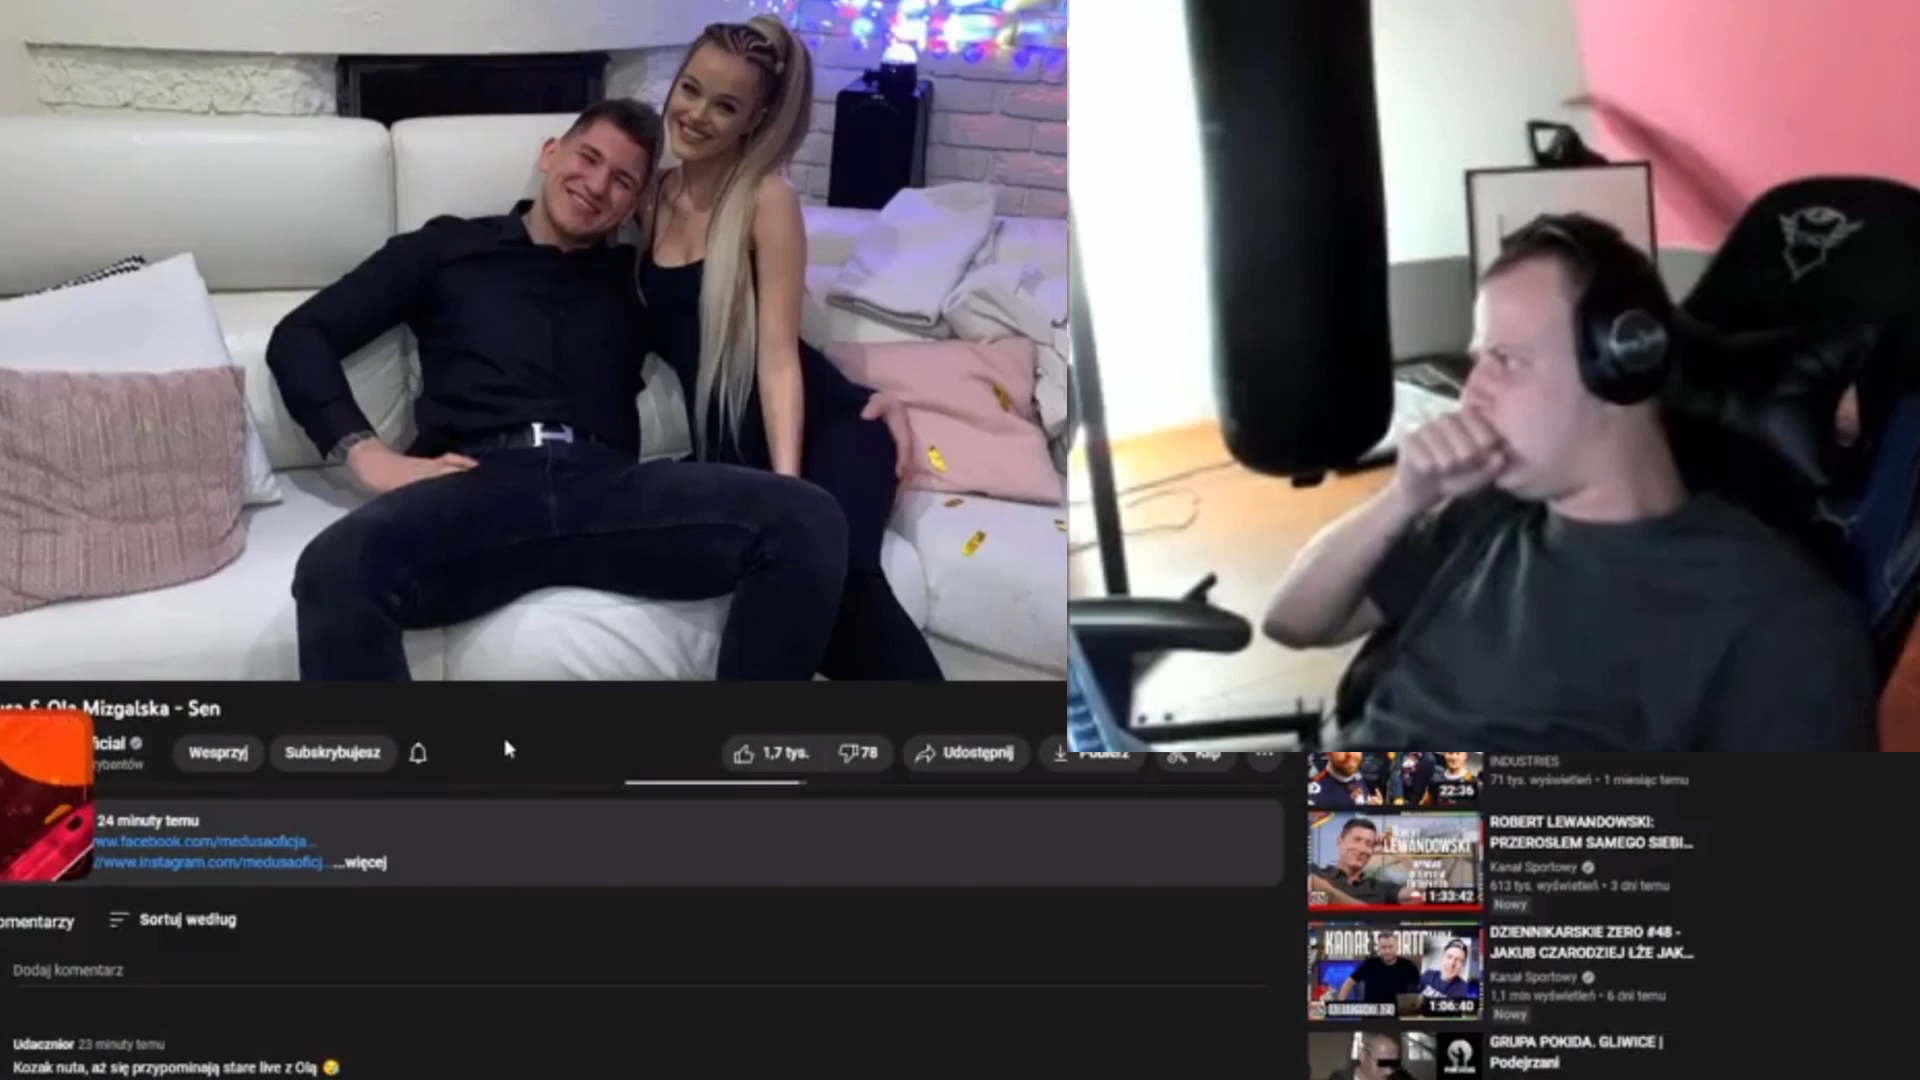 & Ola Mizgalska - Sen
Wesprzyj
Subskrybujesz
1,7 tys.
78
Udostępnij
24 minuty temu
ww.facebook.com/medusaoficja...
//www.instagram.com/medusaoficj... ...więcej
omentarzy
Sortuj według
Dodaj komentarz
Udacznior 23 minuty temu
Kozak nuta, aż się przypominają stare live z Olą 😥
INDUSTRIES
71 tys. wyświetleń • 1 miesiąc temu
22:36
ROBERT LEWANDOWSKI:
PRZEROSŁEM SAMEGO SIEBI...
Kanał Sportowy
613 tys. wyświetleń • 3 dni temu
Nowy
LEWANDOWSKI
1:33:42
DZIENNIKARSKIE ZERO #48 -
JAKUB CZARODZIEJ ŁŻE JAK...
Kanał Sportowy
1,1 mln wyświetleń • 6 dni temu
Nowy
1:06:40
GRUPA POKIDA. GLIWICE |
Podejrzani